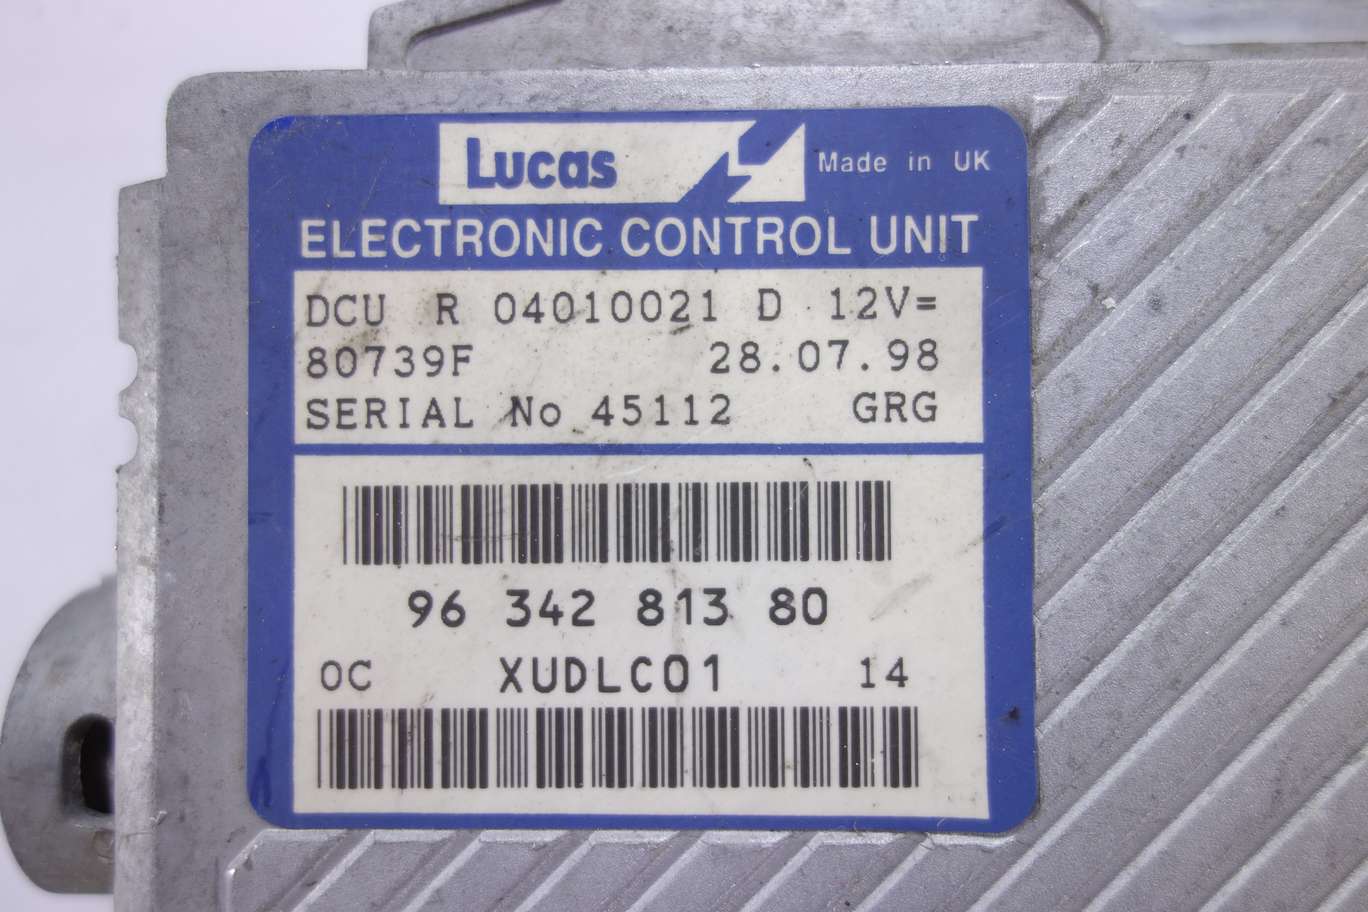 Lucas Made in UK
ELECTRONIC CONTROL UNIT
DCU R 04010021 D 12V=
80739F 28.07.98
SERIAL No 45112 GRG
96 342 813 80
0C XUDLC01 14